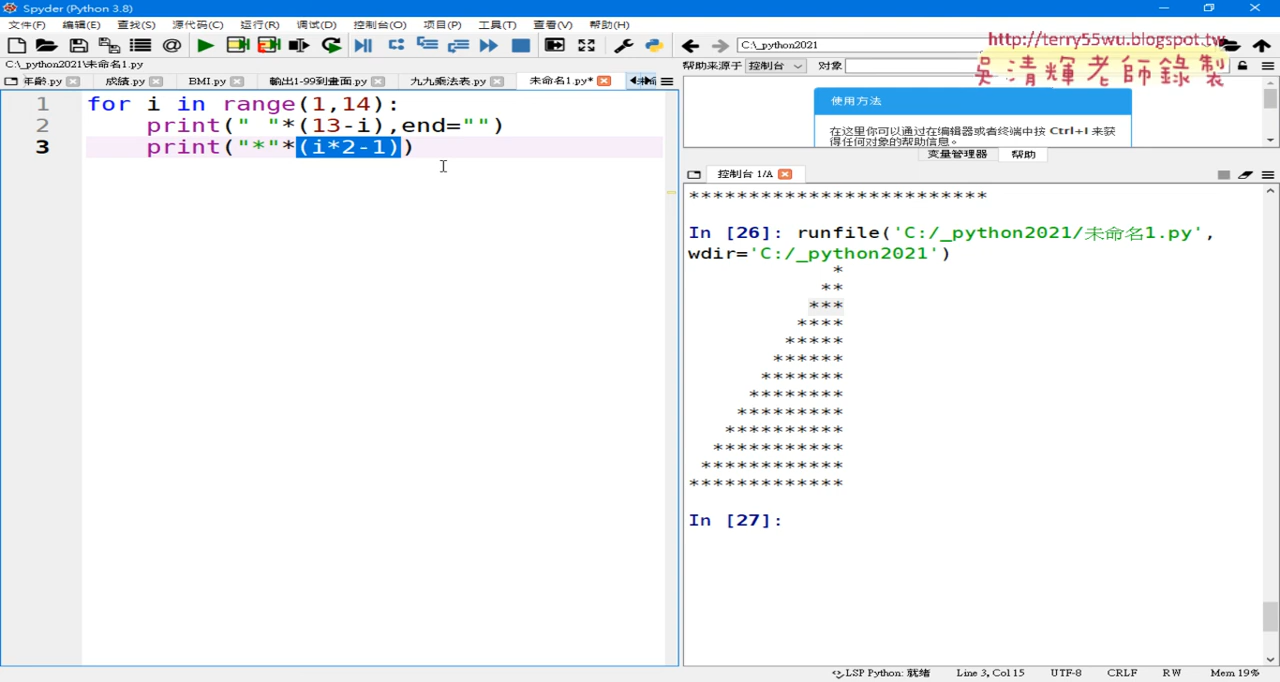 Spyder (Python 3.8)
文件(F) 编辑(E) 查找(S) 源代码(C) 运行(R) 调试(D) 控制台(O) 项目(P) 工具(T) 查看(V) 帮助(H)
C:\_python2021
http://terry55wu.blogspot.tw
吳清輝老師錄製
C:\_python2021\未命名1.py
帮助来源于 控制台 对象
年齡.py 成績.py BMI.py 輸出1-99到畫面.py 九九乘法表.py 未命名1.py*
1 for i in range(1,14):
2 print(" "*(13-i),end="")
3 print("*"*(i*2-1))
使用方法
在这里你可以通过在编辑器或者终端中按 Ctrl+I 来获
得任何对象的帮助信息。
变量管理器 帮助
控制台 1/A
*************************
In [26]: runfile('C:/_python2021/未命名1.py',
wdir='C:/_python2021')
*
**
***
****
*****
******
*******
********
*********
**********
***********
************
*************
In [27]:
LSP Python: 就绪 Line 3, Col 15 UTF-8 CRLF RW Mem 19%